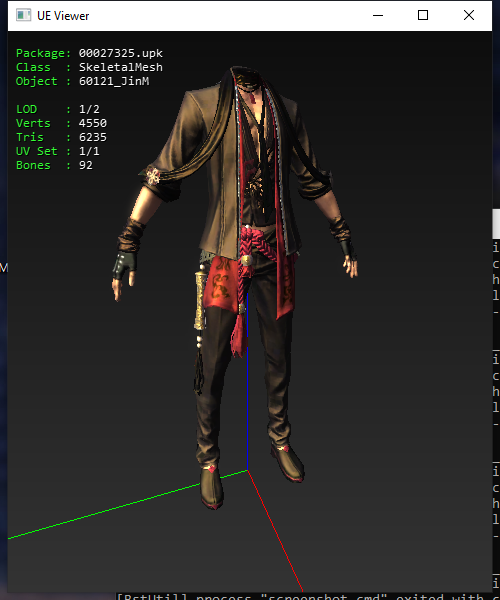 UE Viewer
Package: 00027325.upk
Class : SkeletalMesh
Object : 60121_JinM
LOD : 1/2
Verts : 4550
Tris : 6235
UV Set : 1/1
Bones : 92
M
i
c
h
l
-
i
c
h
l
-
i
c
h
l
-
i
[BstUtil] process "screenshot.cmd" exited with c